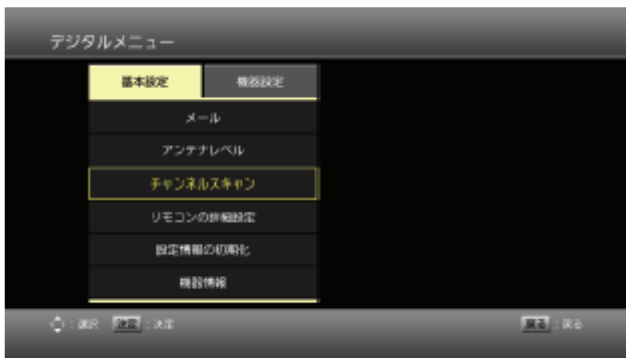 デジタルメニュー
基本設定 機器設定
メール
アンテナレベル
チャンネルスキャン
リモコンの詳細設定
設定情報の初期化
機器情報
:選択 決定:決定 戻る:戻る